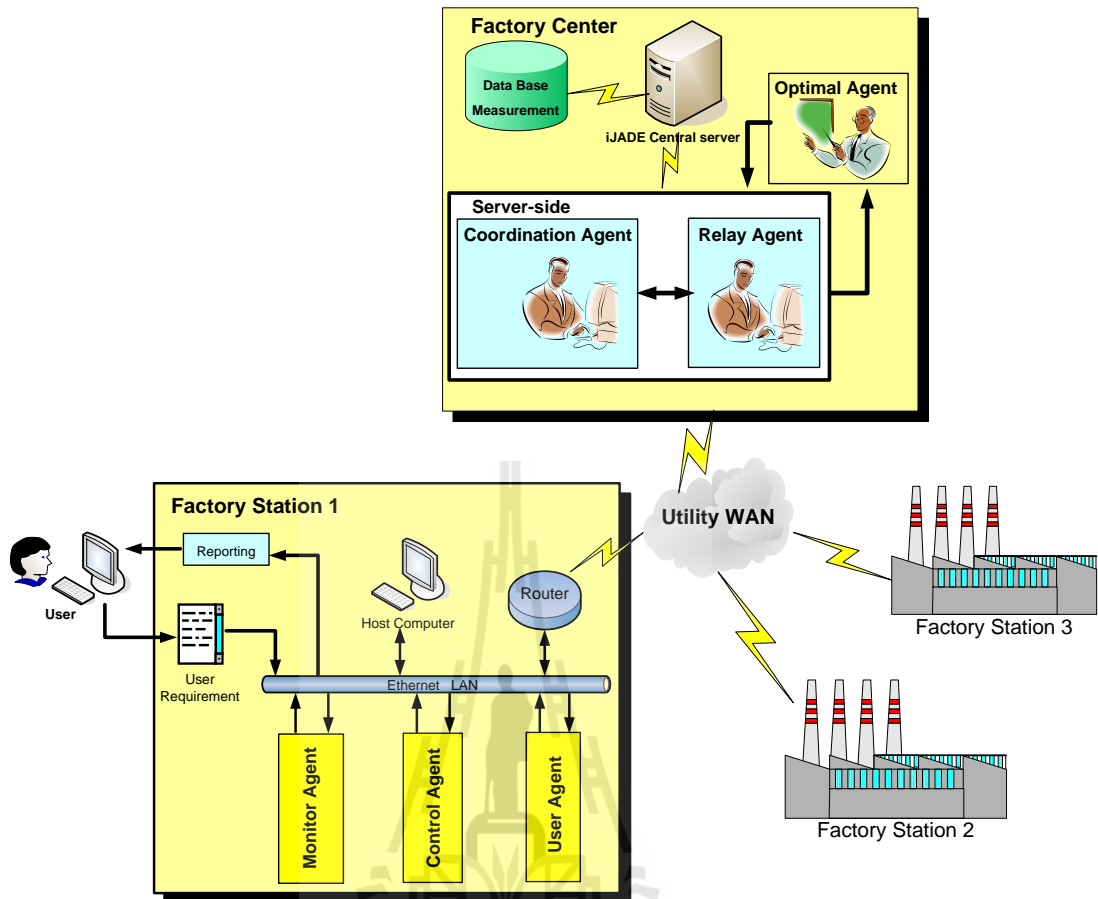 Factory Center
Data Base
Measurement
iJADE Central server
Optimal Agent
Server-side
Coordination Agent
Relay Agent
Utility WAN
Factory Station 1
Reporting
User
User
Requirement
Host Computer
Router
Ethernet LAN
Monitor Agent
Control Agent
User Agent
Factory Station 3
Factory Station 2